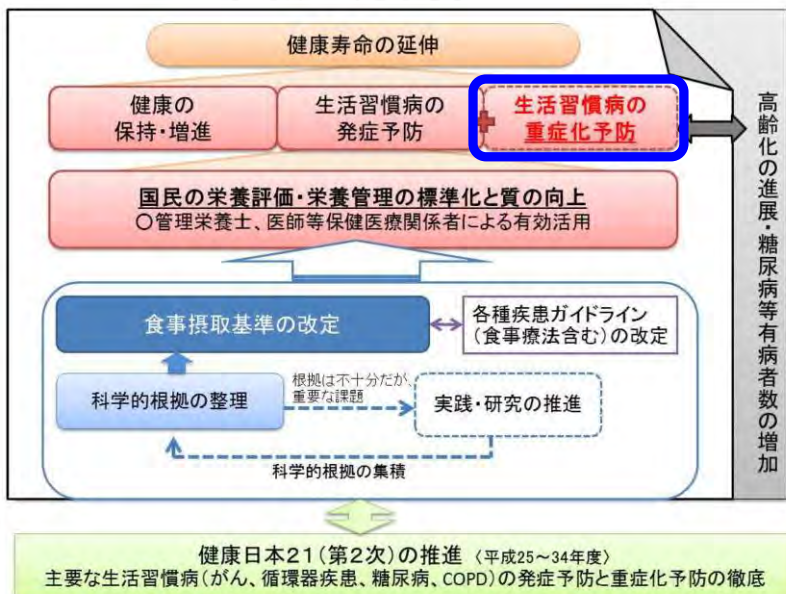 健康寿命の延伸
健康の
保持・増進
生活習慣病の
発症予防
生活習慣病の
重症化予防
国民の栄養評価・栄養管理の標準化と質の向上
〇管理栄養士、医師等保健医療関係者による有効活用
食事摂取基準の改定
各種疾患ガイドライン
(食事療法含む)の改定
科学的根拠の整理
根拠は不十分だが、
重要な課題
実践・研究の推進
科学的根拠の集積
高齢化の進展・糖尿病等有病者数の増加
健康日本21(第2次)の推進 〈平成25～34年度〉
主要な生活習慣病(がん、循環器疾患、糖尿病、COPD)の発症予防と重症化予防の徹底